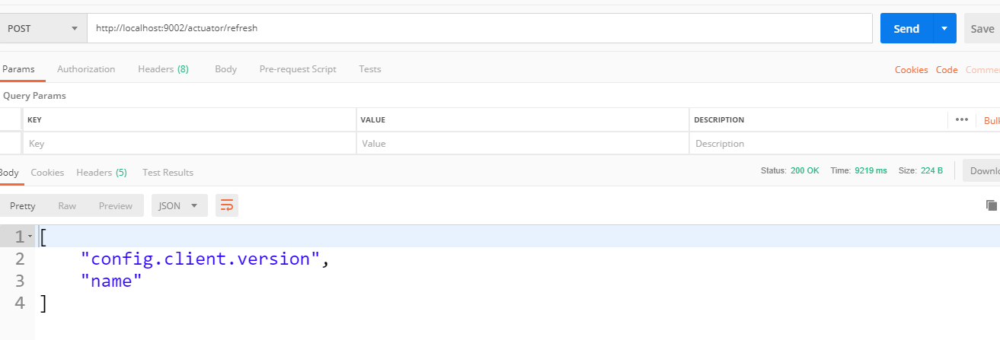 POST http://localhost:9002/actuator/refresh Send Save
Params Authorization Headers (8) Body Pre-request Script Tests Cookies Code Commer
Query Params
KEY VALUE DESCRIPTION ••• Bulk
Key Value Description
Body Cookies Headers (5) Test Results Status: 200 OK Time: 9219 ms Size: 224 B Downlo
Pretty Raw Preview JSON
1 [
2 "config.client.version",
3 "name"
4 ]